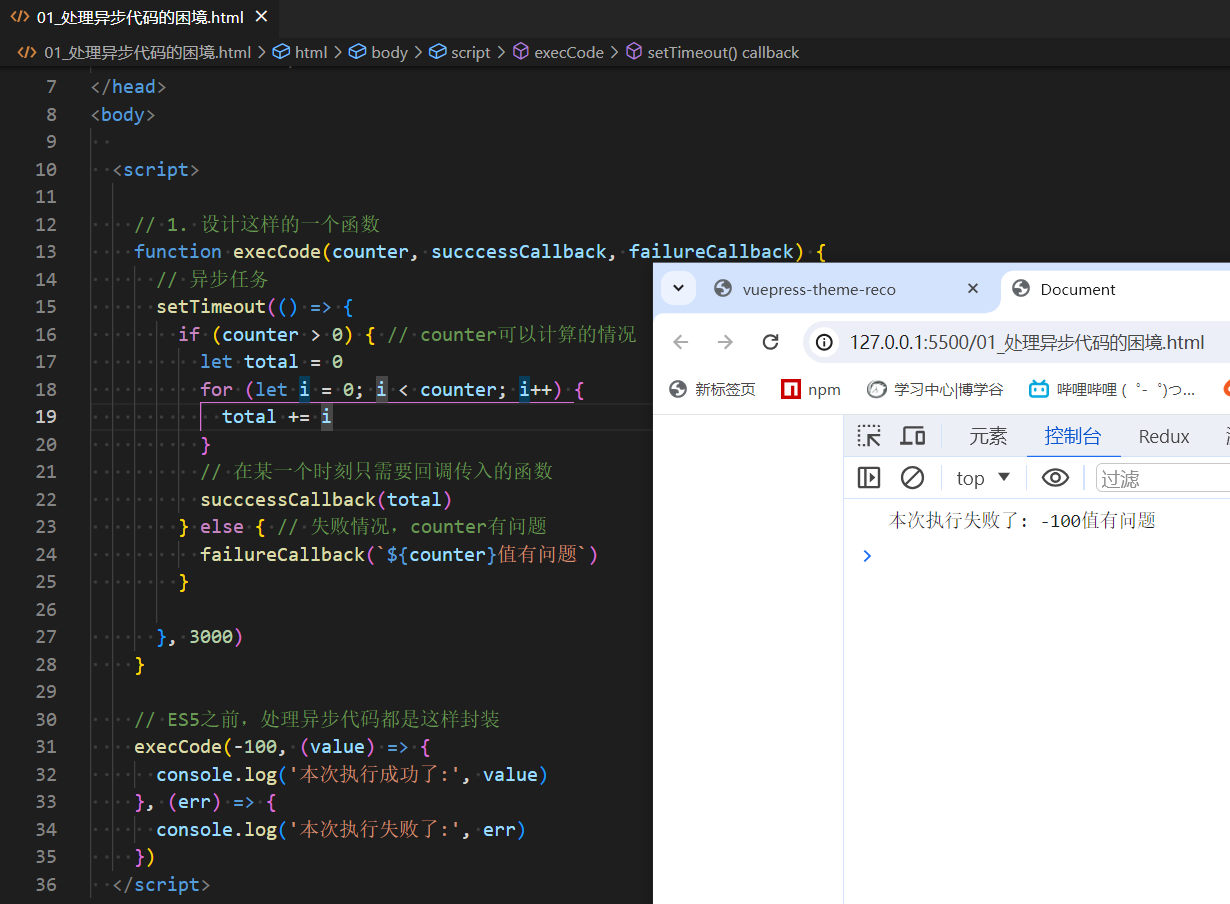 01_处理异步代码的困境.html
01_处理异步代码的困境.html > html > body > script > execCode > setTimeout() callback
7 </head>
8 <body>
9
10 <script>
11
12 // 1. 设计这样的一个函数
13 function execCode(counter, succcessCallback, failureCallback) {
14 // 异步任务
15 setTimeout(() => {
16 if (counter > 0) { // counter可以计算的情况
17 let total = 0
18 for (let i = 0; i < counter; i++) {
19 total += i
20 }
21 // 在某一个时刻只需要回调传入的函数
22 succcessCallback(total)
23 } else { // 失败情况，counter有问题
24 failureCallback(`${counter}值有问题`)
25 }
26
27 }, 3000)
28 }
29
30 // ES5之前，处理异步代码都是这样封装
31 execCode(-100, (value) => {
32 console.log('本次执行成功了:', value)
33 }, (err) => {
34 console.log('本次执行失败了:', err)
35 })
36 </script>
vuepress-theme-reco
Document
127.0.0.1:5500/01_处理异步代码的困境.html
新标签页 npm 学习中心|博学谷 哔哩哔哩 (゜-゜)つ...
元素 控制台 Redux
top 过滤
本次执行失败了: -100值有问题